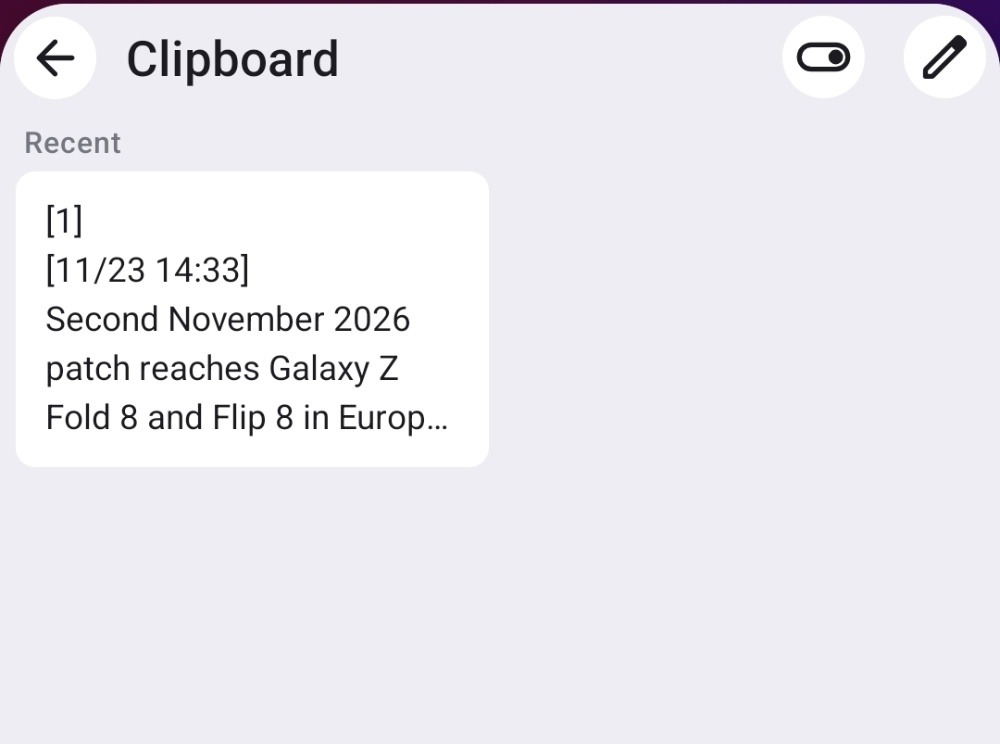 Clipboard
Recent
[1]
[11/23 14:33]
Second November 2026
patch reaches Galaxy Z
Fold 8 and Flip 8 in Europ...